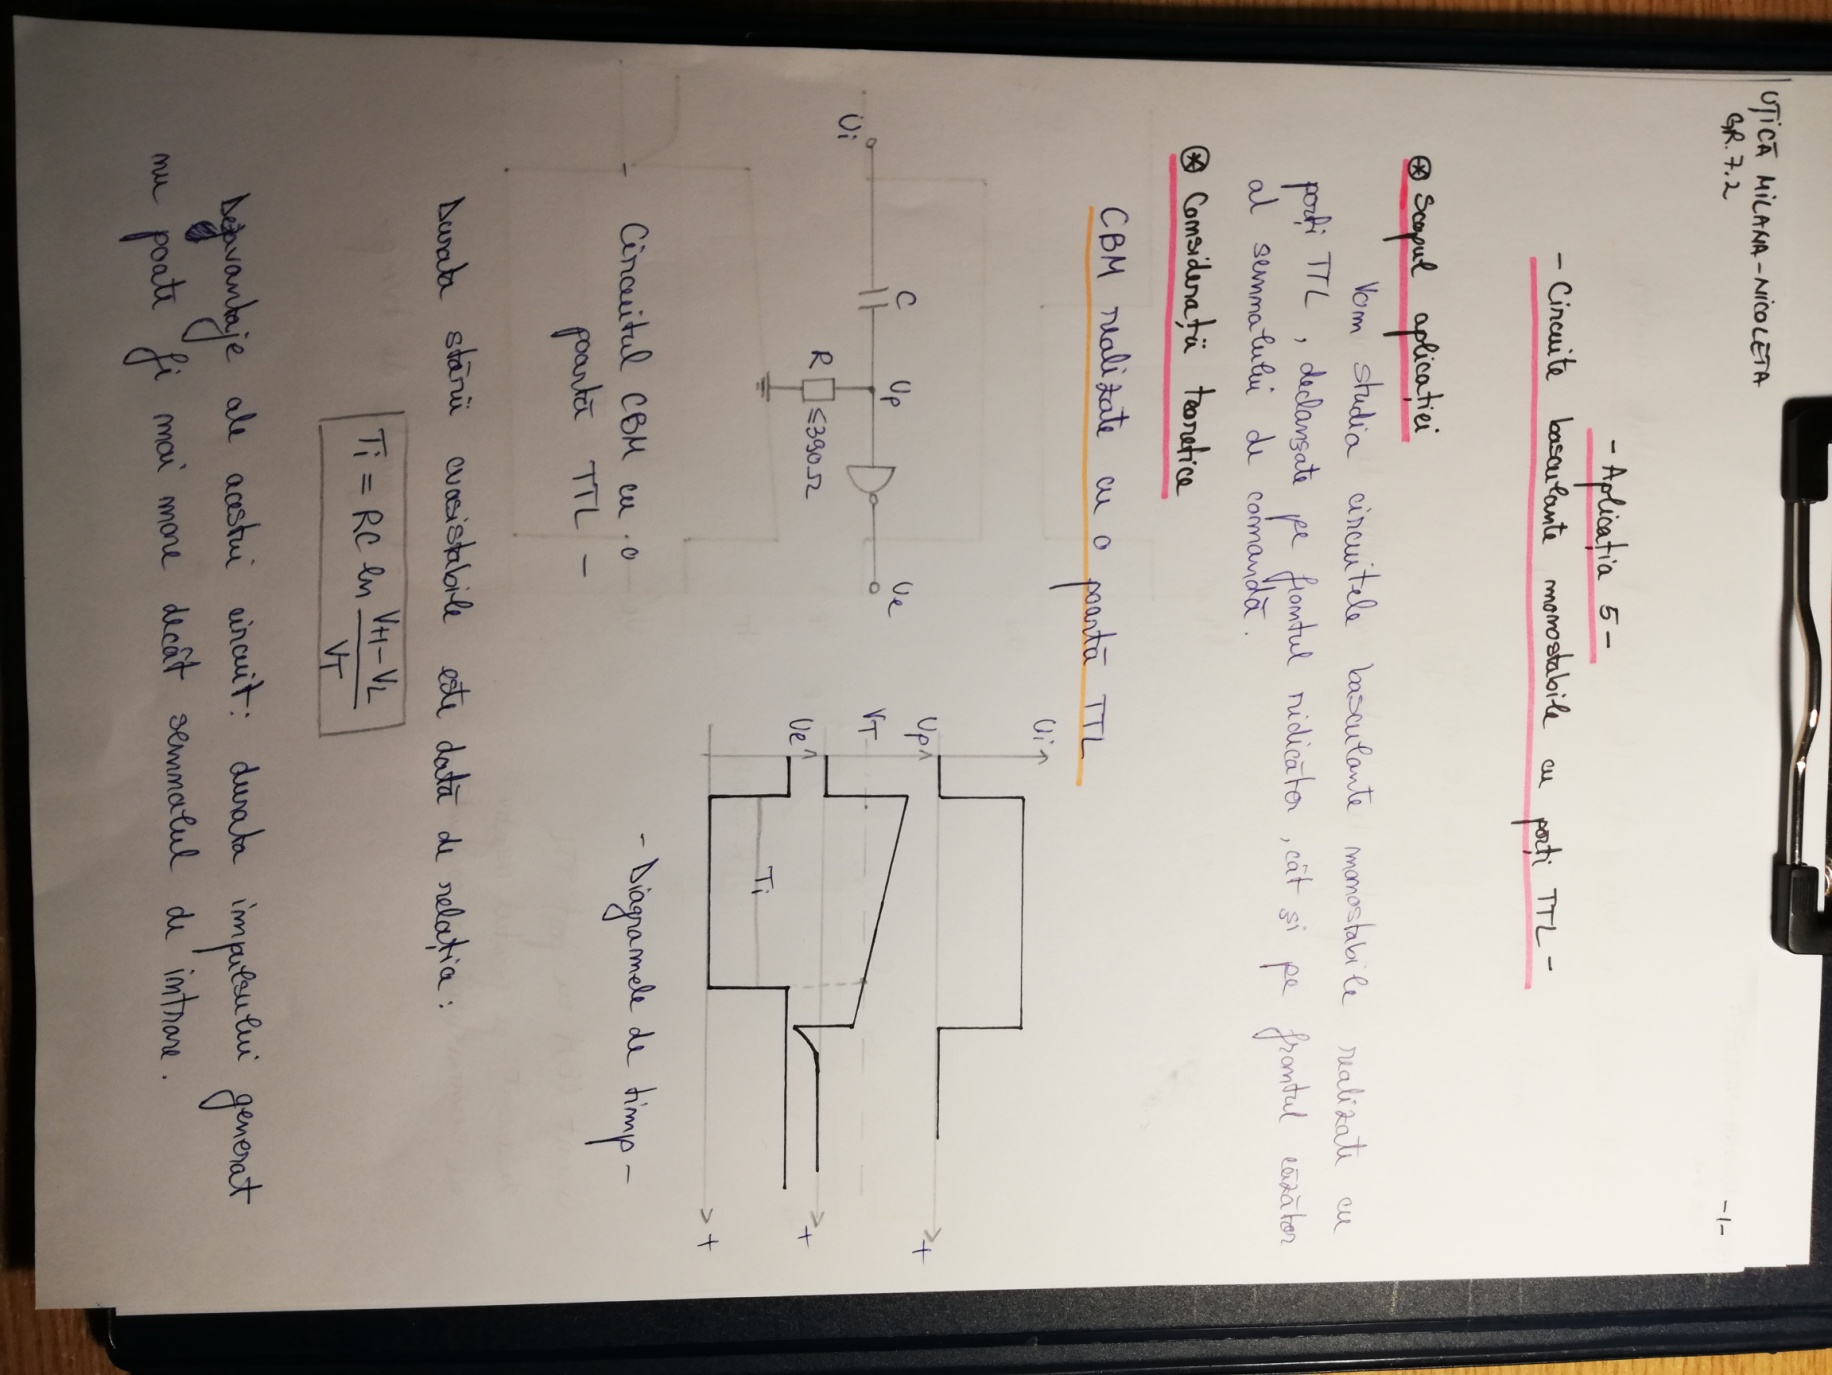 UȚICĂ MILANA-NICOLETA
GR. 7.2
-1-
- Aplicația 5 -
- Circuite basculante monostabile cu porți TTL -
* Scopul aplicației
Vom studia circuitele basculante monostabile realizate cu
porți TTL, declanșate pe frontul ridicător, cât și pe frontul căzător
al semnalului de comandă.
* Considerații teoretice
CBM realizate cu o poartă TTL
Ui
C
Up
R
≤390Ω
Ue
Ui
Up
VT
Ue
Ti
t
t
t
- Circuitul CBM cu o
poartă TTL -
- Diagramele de timp -
Durata stării cvasistabile este dată de relația:
Ti = RC ln (VH - VL) / VT
Dezavantaje ale acestui circuit: durata impulsului generat
nu poate fi mai mare decât semnalul de intrare.